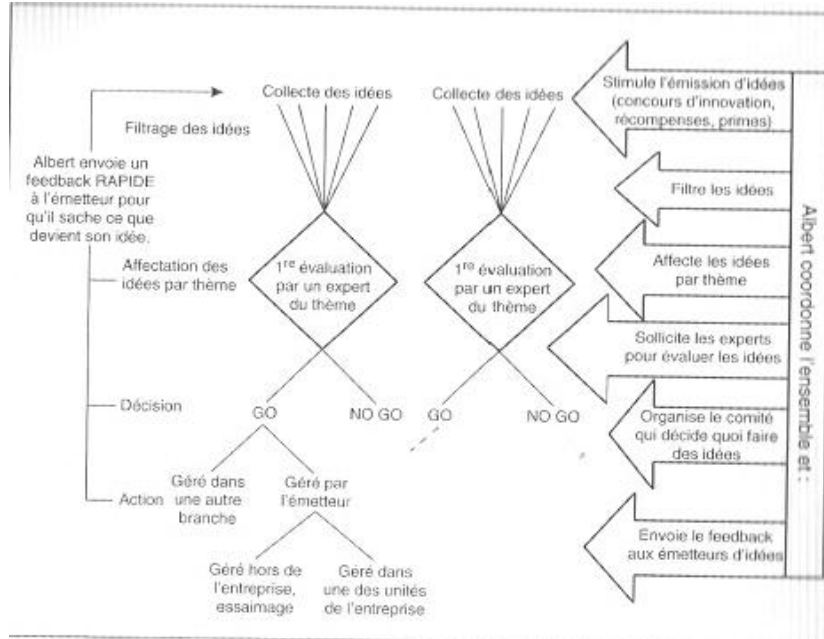 Collecte des idées
Collecte des idées
Filtrage des idées
Albert envoie un
feedback RAPIDE
à l'émetteur pour
qu'il sache ce que
devient son idée.
Affectation des
idées par thème
1re évaluation
par un expert
du thème
1re évaluation
par un expert
du thème
Décision
GO
NO GO
GO
NO GO
Action
Géré dans
une autre
branche
Géré par
l'émetteur
Géré hors de
l'entreprise,
essaimage
Géré dans
une des unités
de l'entreprise
Stimule l'émission d'idées
(concours d'innovation,
récompenses, primes)
Filtre les idées
Affecte les idées
par thème
Sollicite les experts
pour évaluer les idées
Organise le comité
qui décide quoi faire
des idées
Envoie le feedback
aux émetteurs d'idées
Albert coordonne l'ensemble et :